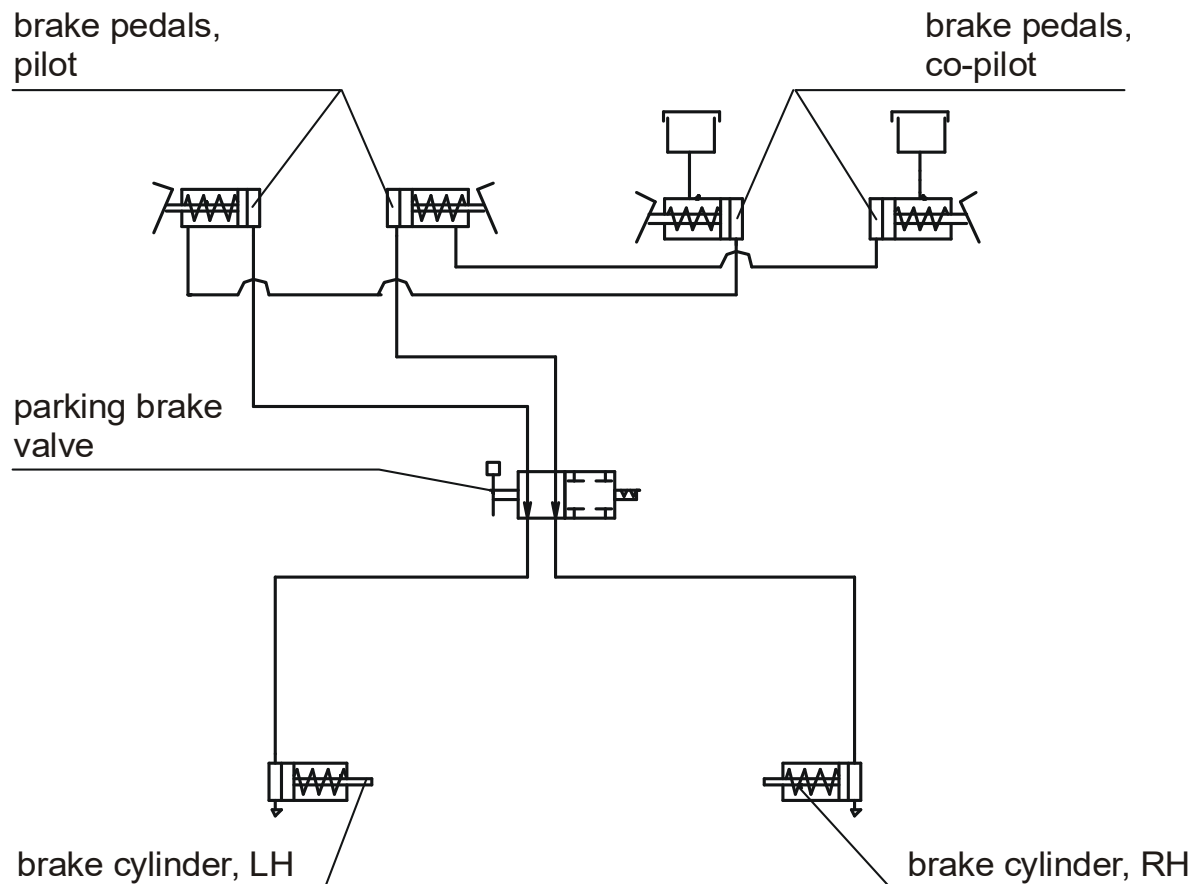 brake pedals,
pilot
brake pedals,
co-pilot
parking brake
valve
brake cylinder, LH
brake cylinder, RH